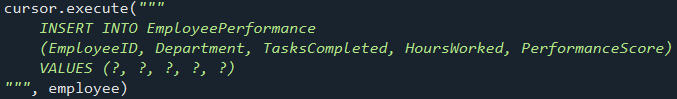 cursor.execute("""
    INSERT INTO EmployeePerformance
    (EmployeeID, Department, TasksCompleted, HoursWorked, PerformanceScore)
    VALUES (?, ?, ?, ?, ?)
""", employee)